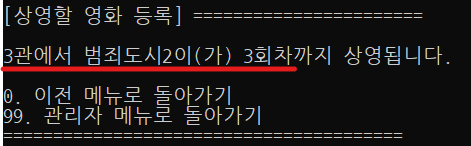 [상영할 영화 등록] =======================
3관에서 범죄도시2이(가) 3회차까지 상영됩니다.
0. 이전 메뉴로 돌아가기
99. 관리자 메뉴로 돌아가기
========================================